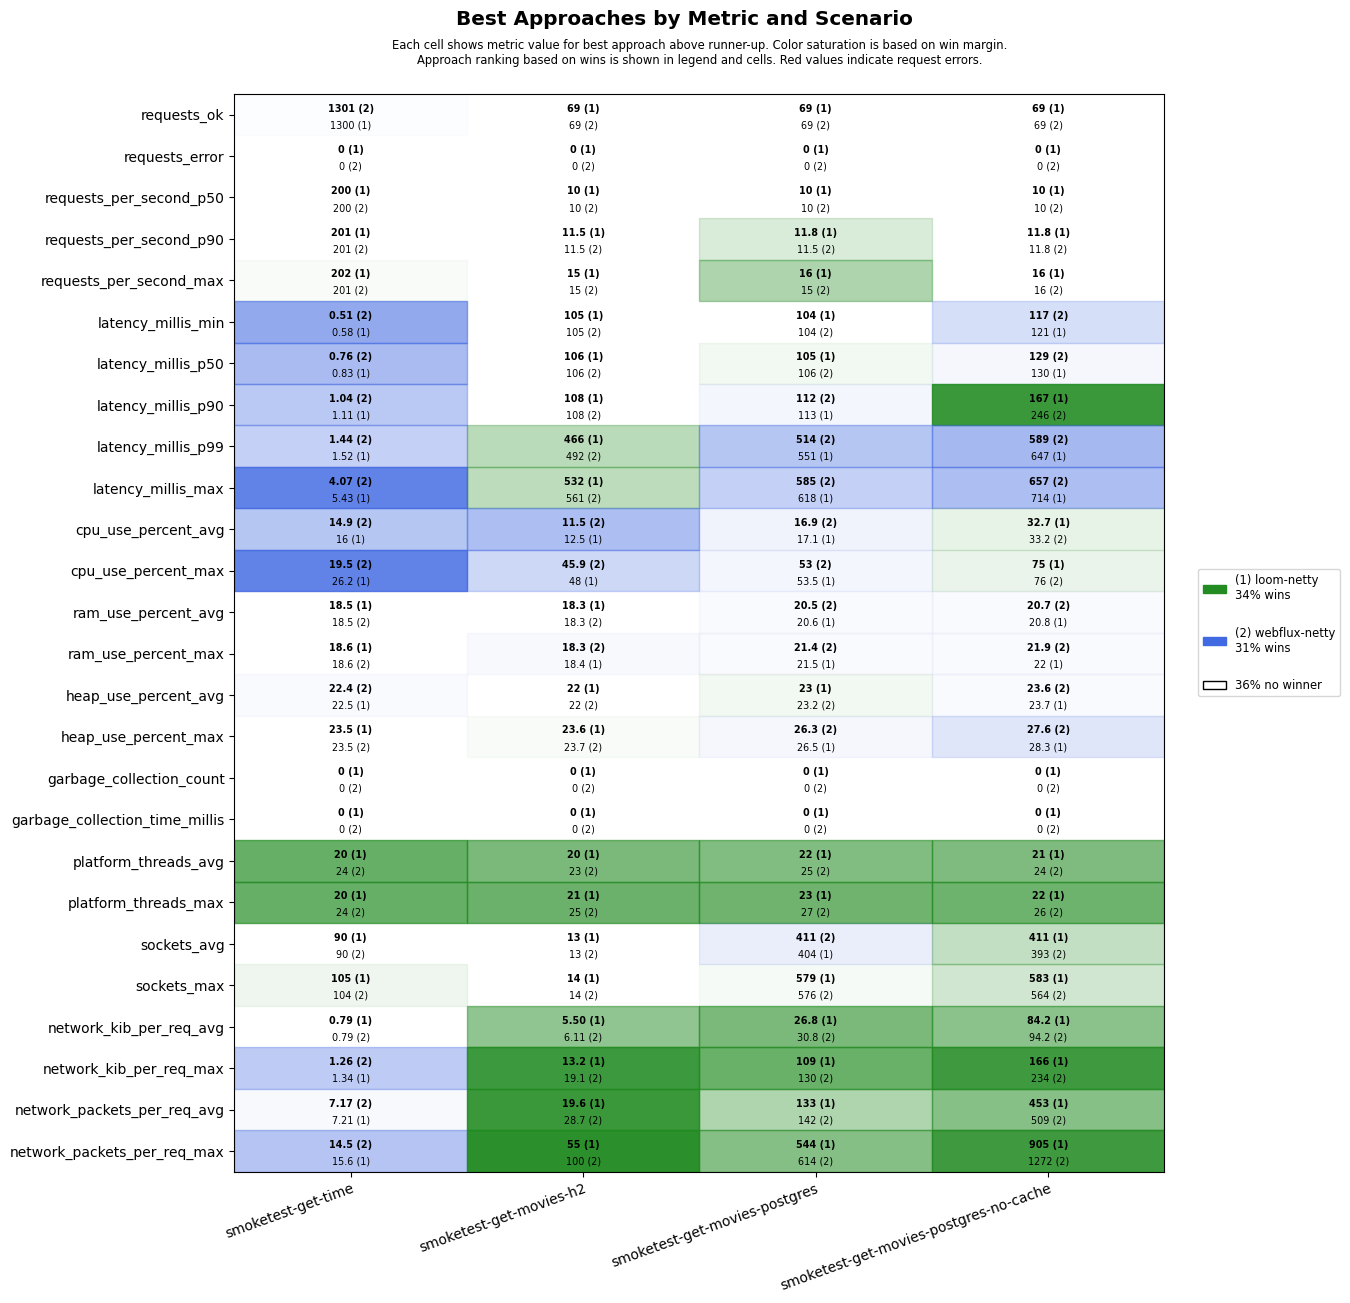 Best Approaches by Metric and Scenario
Each cell shows metric value for best approach above runner-up. Color saturation is based on win margin.
Approach ranking based on wins is shown in legend and cells. Red values indicate request errors.
requests_ok
1301 (2) 69 (1) 69 (1) 69 (1)
1300 (1) 69 (2) 69 (2) 69 (2)
requests_error
0 (1) 0 (1) 0 (1) 0 (1)
0 (2) 0 (2) 0 (2) 0 (2)
requests_per_second_p50
200 (1) 10 (1) 10 (1) 10 (1)
200 (2) 10 (2) 10 (2) 10 (2)
requests_per_second_p90
201 (1) 11.5 (1) 11.8 (1) 11.8 (1)
201 (2) 11.5 (2) 11.5 (2) 11.8 (2)
requests_per_second_max
202 (1) 15 (1) 16 (1) 16 (1)
201 (2) 15 (2) 15 (2) 16 (2)
latency_millis_min
0.51 (2) 105 (1) 104 (1) 117 (2)
0.58 (1) 105 (2) 104 (2) 121 (1)
latency_millis_p50
0.76 (2) 106 (1) 105 (1) 129 (2)
0.83 (1) 106 (2) 106 (2) 130 (1)
latency_millis_p90
1.04 (2) 108 (1) 112 (2) 167 (1)
1.11 (1) 108 (2) 113 (1) 246 (2)
latency_millis_p99
1.44 (2) 466 (1) 514 (2) 589 (2)
1.52 (1) 492 (2) 551 (1) 647 (1)
latency_millis_max
4.07 (2) 532 (1) 585 (2) 657 (2)
5.43 (1) 561 (2) 618 (1) 714 (1)
cpu_use_percent_avg
14.9 (2) 11.5 (2) 16.9 (2) 32.7 (1)
16 (1) 12.5 (1) 17.1 (1) 33.2 (2)
cpu_use_percent_max
19.5 (2) 45.9 (2) 53 (2) 75 (1)
26.2 (1) 48 (1) 53.5 (1) 76 (2)
ram_use_percent_avg
18.5 (1) 18.3 (1) 20.5 (2) 20.7 (2)
18.5 (2) 18.3 (2) 20.6 (1) 20.8 (1)
ram_use_percent_max
18.6 (1) 18.3 (2) 21.4 (2) 21.9 (2)
18.6 (2) 18.4 (1) 21.5 (1) 22 (1)
heap_use_percent_avg
22.4 (2) 22 (1) 23 (1) 23.6 (2)
22.5 (1) 22 (2) 23.2 (2) 23.7 (1)
heap_use_percent_max
23.5 (1) 23.6 (1) 26.3 (2) 27.6 (2)
23.5 (2) 23.7 (2) 26.5 (1) 28.3 (1)
garbage_collection_count
0 (1) 0 (1) 0 (1) 0 (1)
0 (2) 0 (2) 0 (2) 0 (2)
garbage_collection_time_millis
0 (1) 0 (1) 0 (1) 0 (1)
0 (2) 0 (2) 0 (2) 0 (2)
platform_threads_avg
20 (1) 20 (1) 22 (1) 21 (1)
24 (2) 23 (2) 25 (2) 24 (2)
platform_threads_max
20 (1) 21 (1) 23 (1) 22 (1)
24 (2) 25 (2) 27 (2) 26 (2)
sockets_avg
90 (1) 13 (1) 411 (2) 411 (1)
90 (2) 13 (2) 404 (1) 393 (2)
sockets_max
105 (1) 14 (1) 579 (1) 583 (1)
104 (2) 14 (2) 576 (2) 564 (2)
network_kib_per_req_avg
0.79 (1) 5.50 (1) 26.8 (1) 84.2 (1)
0.79 (2) 6.11 (2) 30.8 (2) 94.2 (2)
network_kib_per_req_max
1.26 (2) 13.2 (1) 109 (1) 166 (1)
1.34 (1) 19.1 (2) 130 (2) 234 (2)
network_packets_per_req_avg
7.17 (2) 19.6 (1) 133 (1) 453 (1)
7.21 (1) 28.7 (2) 142 (2) 509 (2)
network_packets_per_req_max
14.5 (2) 55 (1) 544 (1) 905 (1)
15.6 (1) 100 (2) 614 (2) 1272 (2)
smoketest-get-time
smoketest-get-movies-h2
smoketest-get-movies-postgres
smoketest-get-movies-postgres-no-cache
(1) loom-netty
34% wins
(2) webflux-netty
31% wins
36% no winner